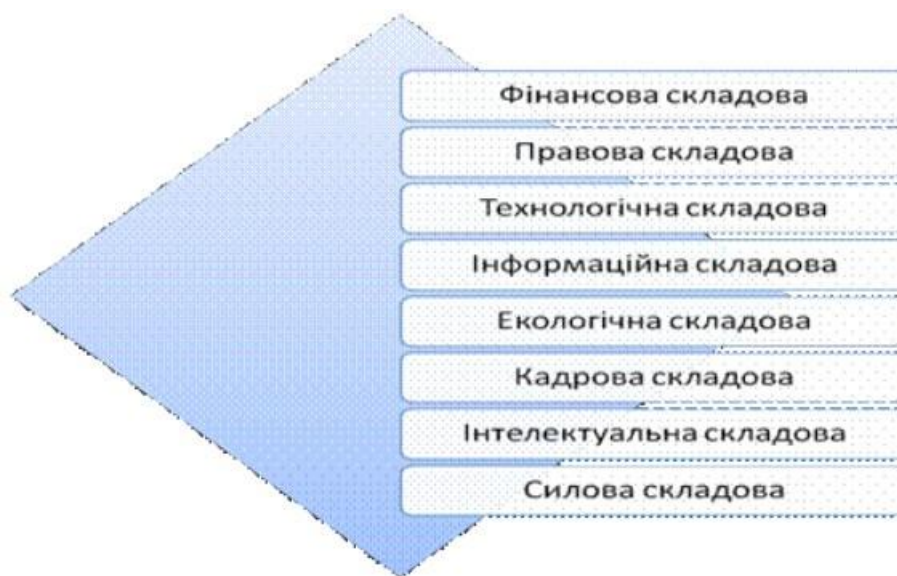 Фінансова складова
Правова складова
Технологічна складова
Інформаційна складова
Екологічна складова
Кадрова складова
Інтелектуальна складова
Силова складова